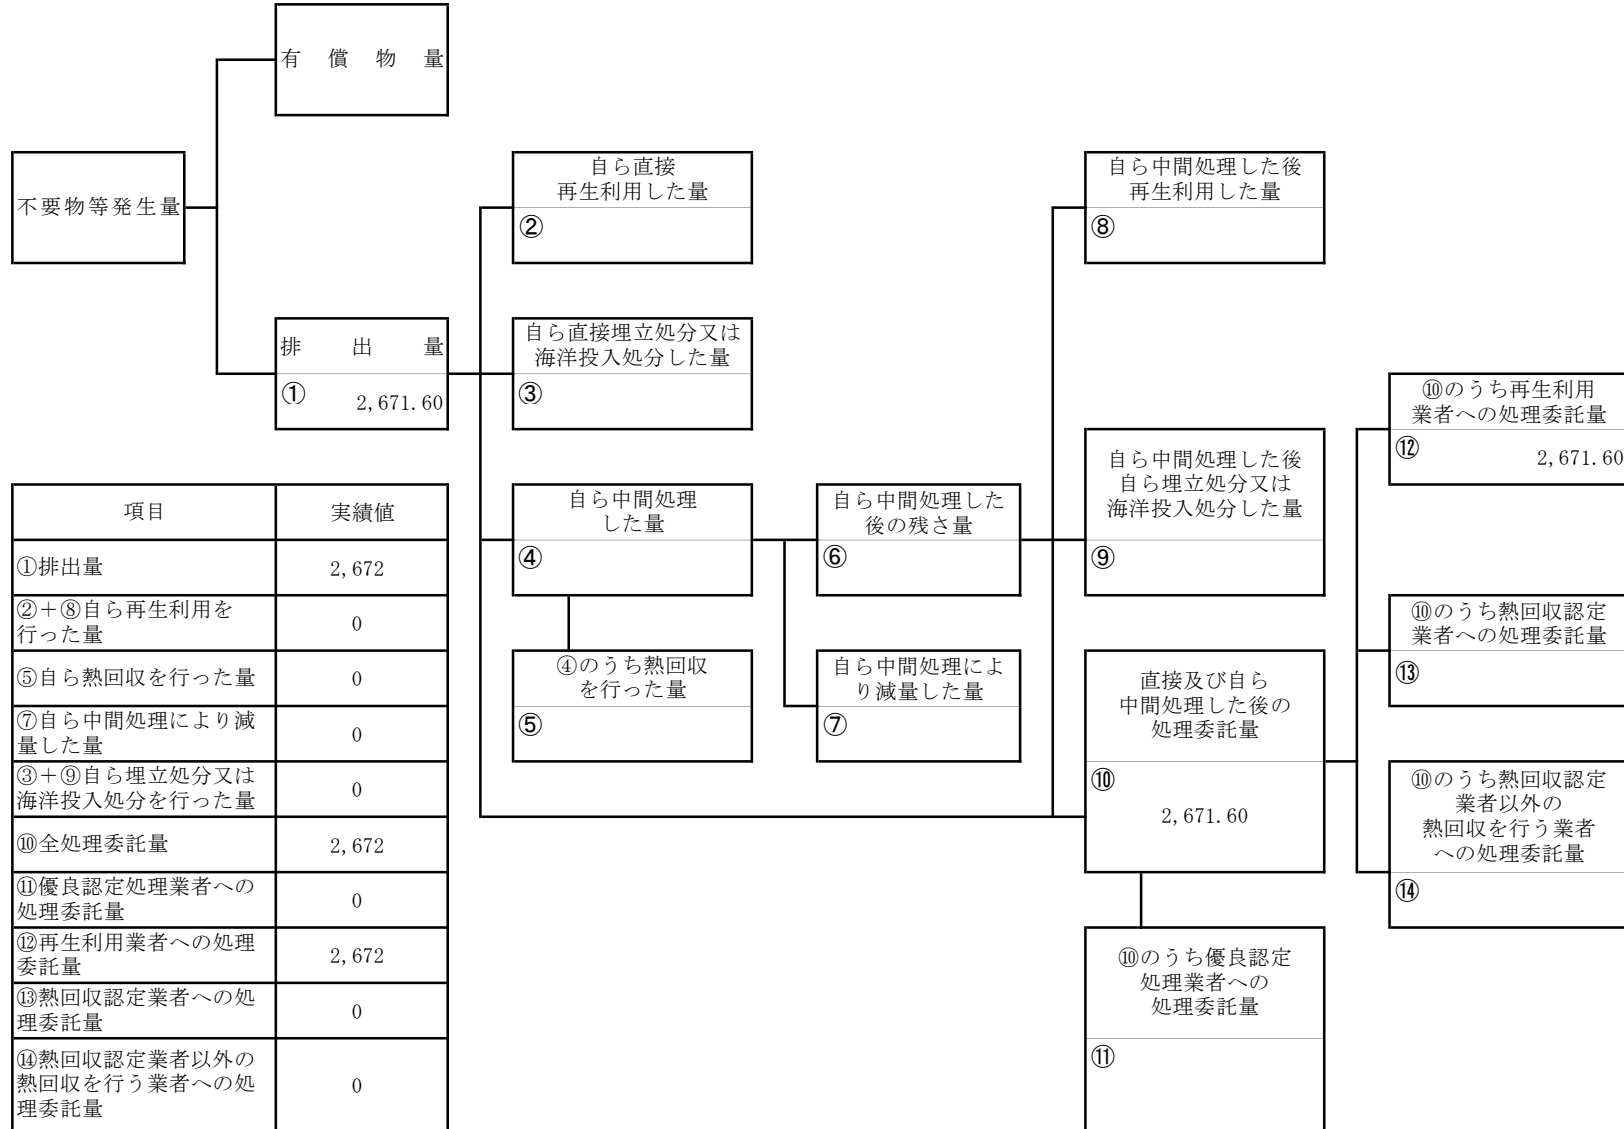 有償物量
不要物等発生量
自ら直接
再生利用した量
②
自ら中間処理した後
再生利用した量
⑧
排出量
①
2,671.60
自ら直接埋立処分又は
海洋投入処分した量
③
⑩のうち再生利用
業者への処理委託量
⑫
2,671.60
自ら中間処理
した量
④
自ら中間処理した
後の残さ量
⑥
自ら中間処理した後
自ら埋立処分又は
海洋投入処分した量
⑨
⑩のうち熱回収認定
業者への処理委託量
⑬
④のうち熱回収
を行った量
⑤
自ら中間処理によ
り減量した量
⑦
直接及び自ら
中間処理した後の
処理委託量
⑩
2,671.60
⑩のうち熱回収認定
業者以外の
熱回収を行う業者
への処理委託量
⑭
⑩のうち優良認定
処理業者への
処理委託量
⑪
項目 実績値
①排出量 2,672
②+⑧自ら再生利用を
行った量 0
⑤自ら熱回収を行った量 0
⑦自ら中間処理により減
量した量 0
③+⑨自ら埋立処分又は
海洋投入処分を行った量 0
⑩全処理委託量 2,672
⑪優良認定処理業者への
処理委託量 0
⑫再生利用業者への処理
委託量 2,672
⑬熱回収認定業者への処
理委託量 0
⑭熱回収認定業者以外の
熱回収を行う業者への処 0
理委託量